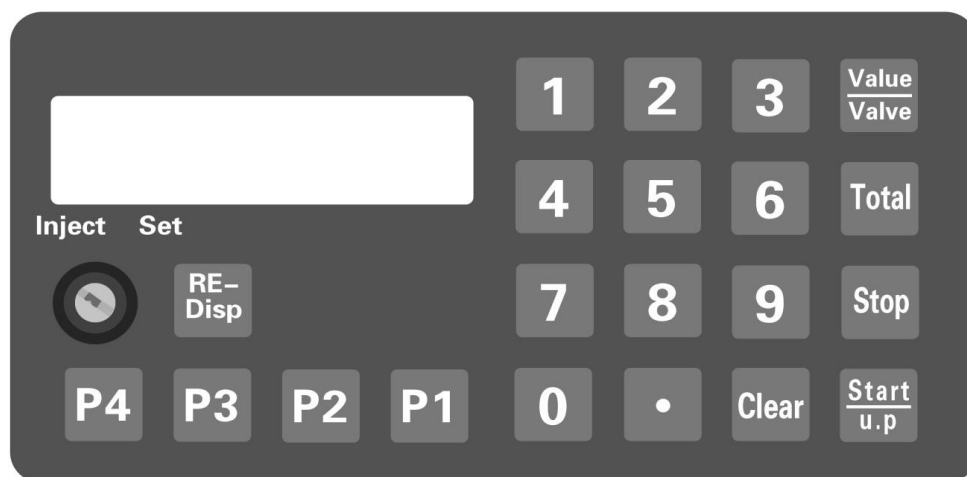 1 2 3 Value
Valve
Inject Set
4 5 6 Total
RE-
Disp
7 8 9 Stop
P4 P3 P2 P1
0 . Clear Start
u.p